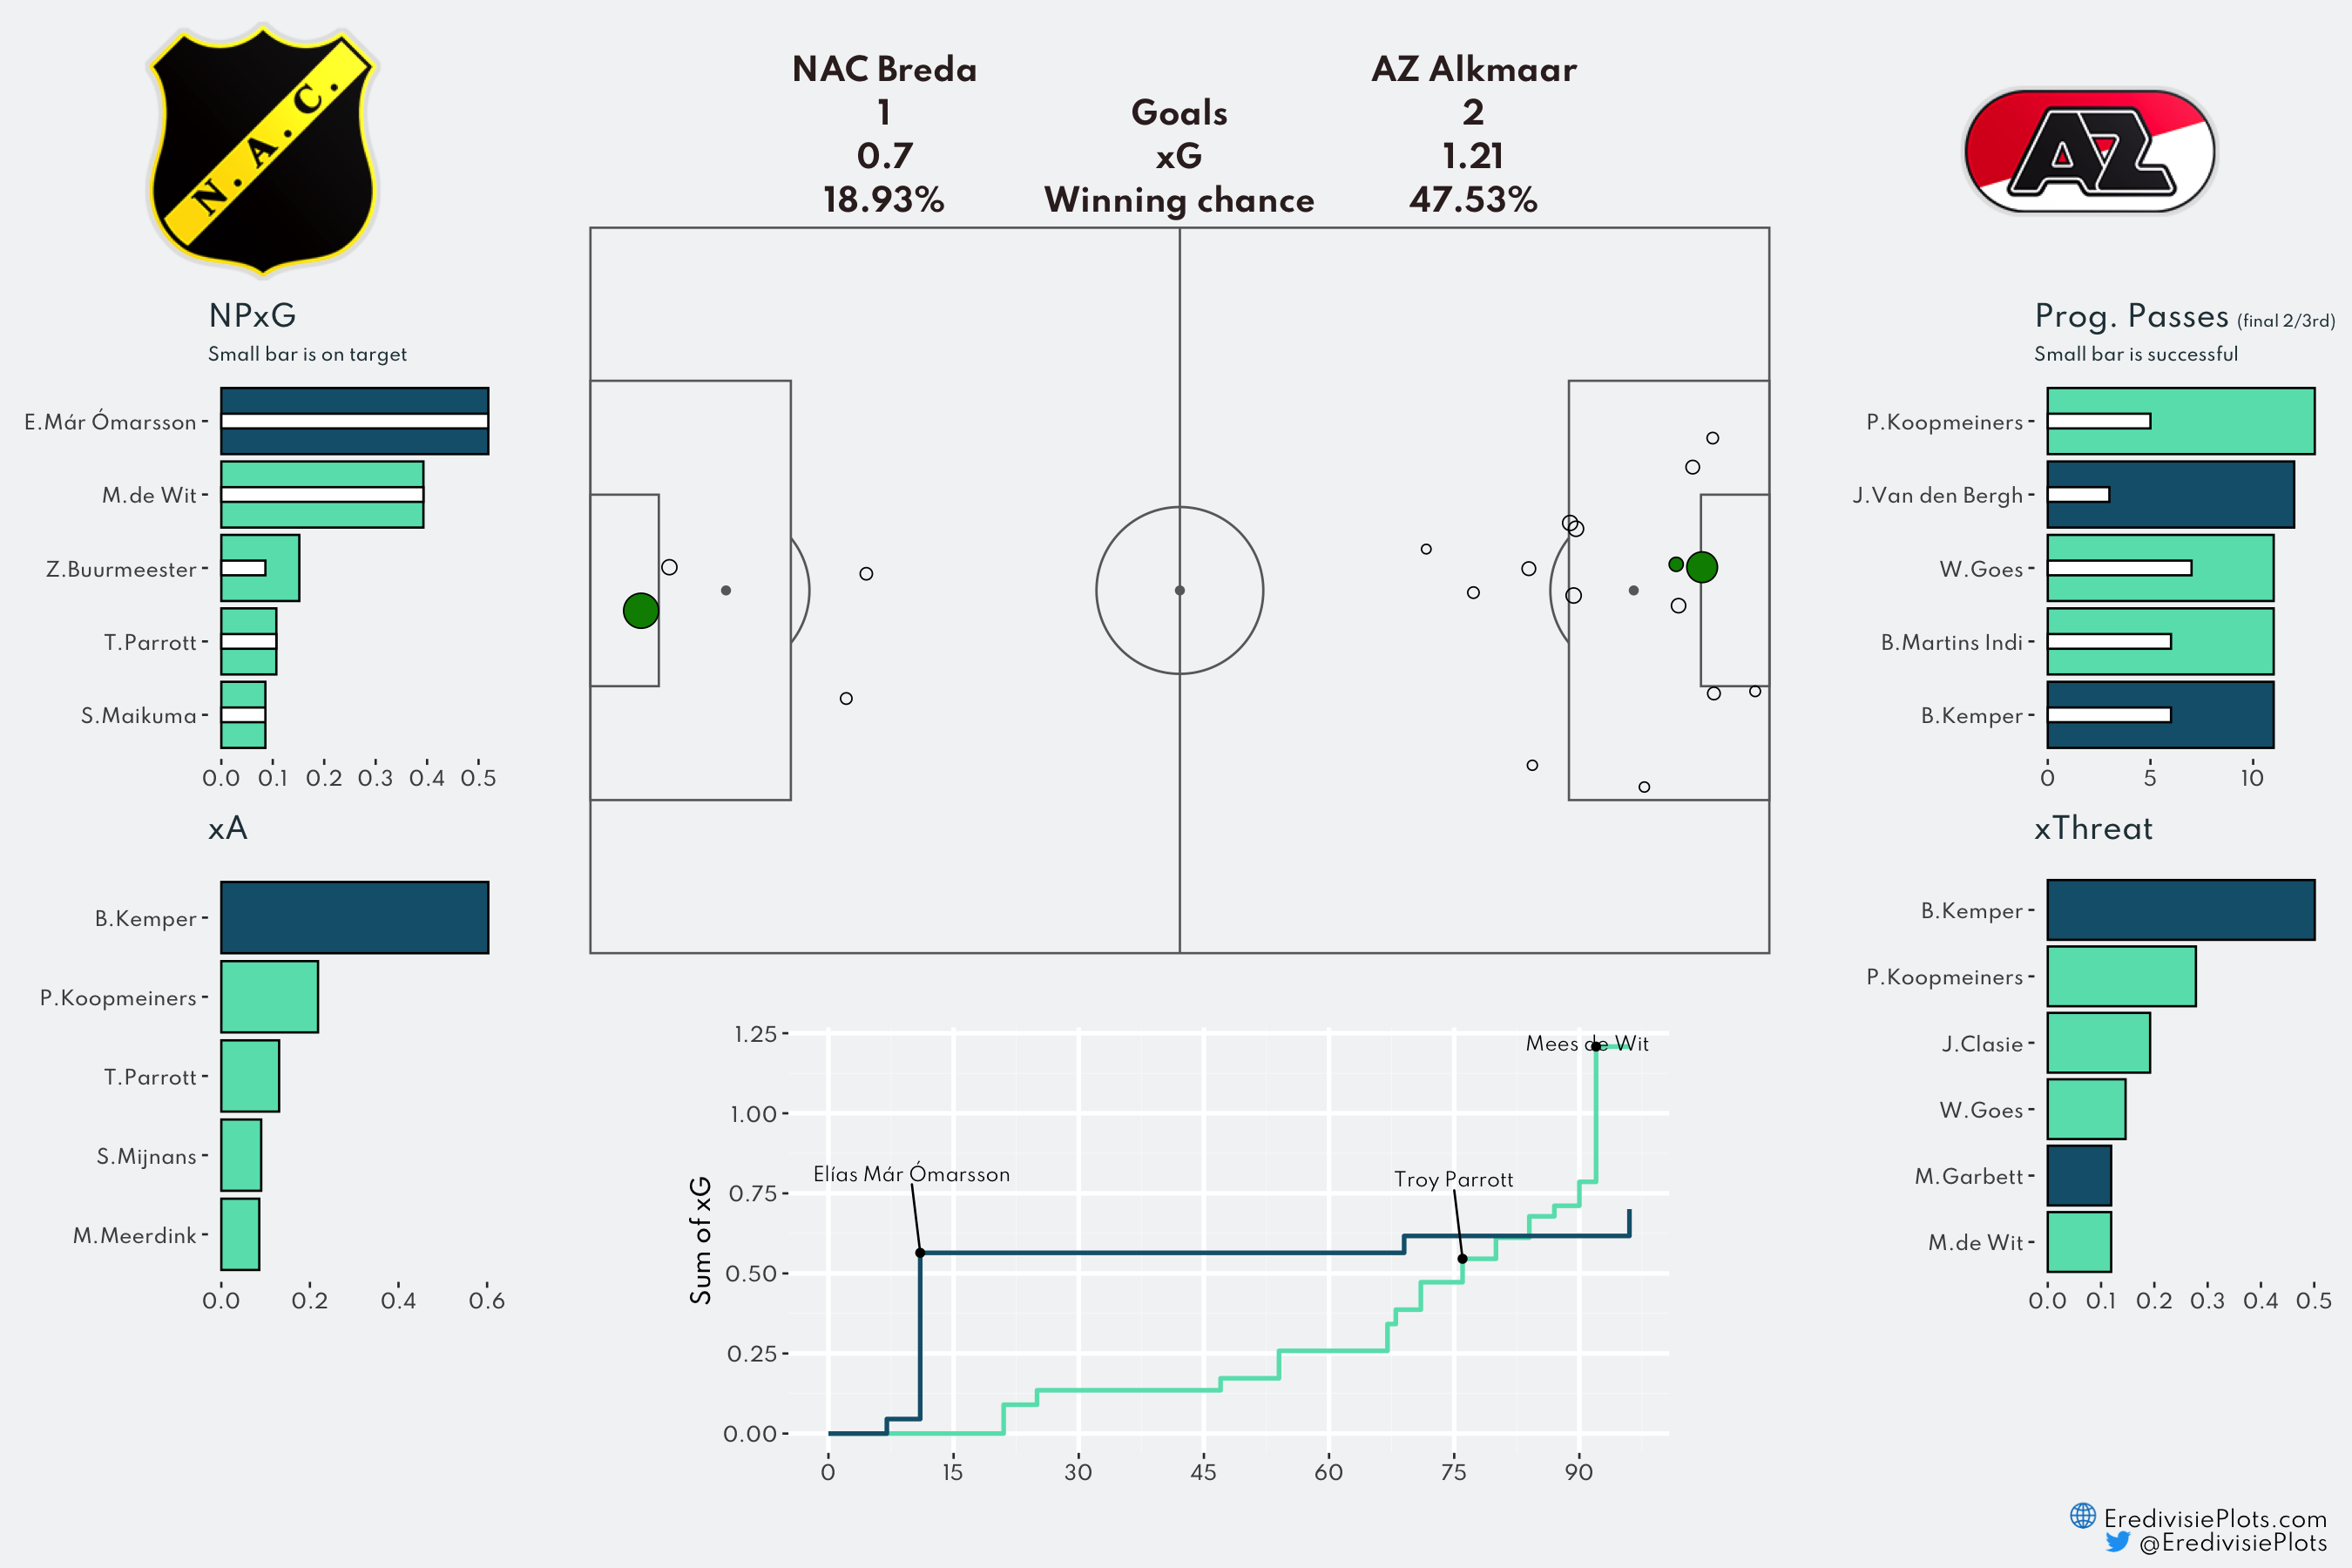 N.A.C.
NAC Breda
AZ Alkmaar
1
Goals
2
0.7
xG
1.21
18.93%
Winning chance
47.53%
AZ
NPxG
Small bar is on target
E.Már Ómarsson
M.de Wit
Z.Buurmeester
T.Parrott
S.Maikuma
0.0 0.1 0.2 0.3 0.4 0.5
xA
B.Kemper
P.Koopmeiners
T.Parrott
S.Mijnans
M.Meerdink
0.0 0.2 0.4 0.6
Sum of xG
1.25
1.00
0.75
0.50
0.25
0.00
Elías Már Ómarsson
Troy Parrott
Mees de Wit
0 15 30 45 60 75 90
Prog. Passes (final 2/3rd)
Small bar is successful
P.Koopmeiners
J.Van den Bergh
W.Goes
B.Martins Indi
B.Kemper
0 5 10
xThreat
B.Kemper
P.Koopmeiners
J.Clasie
W.Goes
M.Garbett
M.de Wit
0.0 0.1 0.2 0.3 0.4 0.5
EredivisiePlots.com
@EredivisiePlots